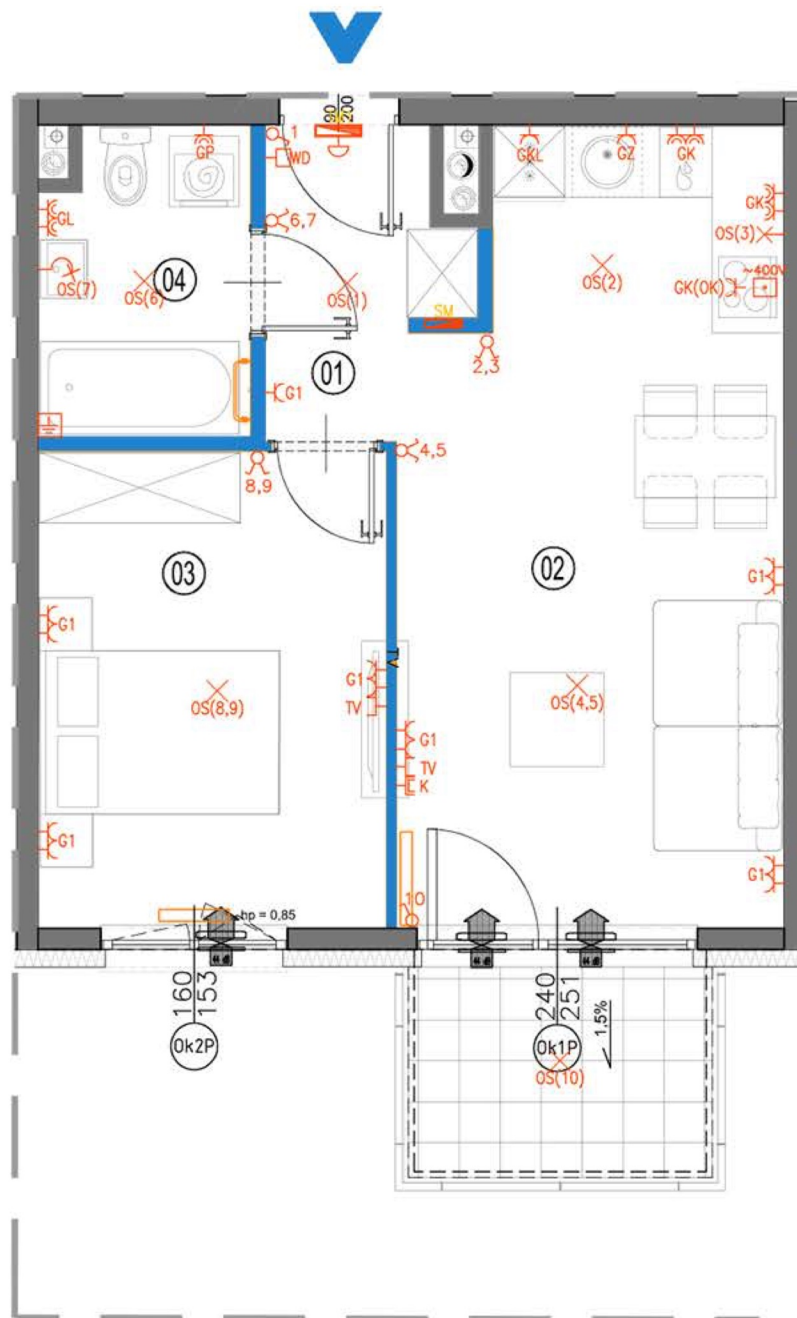 90
200
1
WD
GP
GKL
GZ
GK
GL
6,7
GK
OS(3)
~400V
GK(OK)
OS(7)
OS(6)
04
OS(1)
OS(2)
SM
2,3
01
G1
4,5
8,9
03
02
G1
G1
G1
TV
OS(8,9)
OS(4,5)
G1
TV
K
G1
G1
10
hp = 0,85
160
153
240
251
1.5%
Ok2P
Ok1P
OS(10)